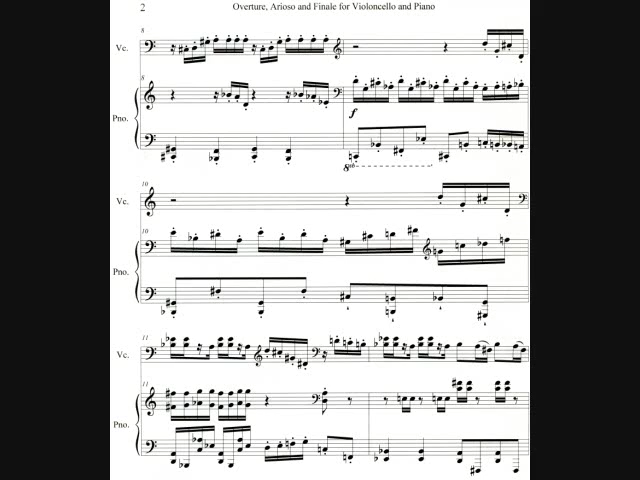 2
Overture, Arioso and Finale for Violoncello and Piano
8
Vc.
8
Pno.
f
8vb
10
Vc.
10
Pno.
11
Vc.
11
Pno.